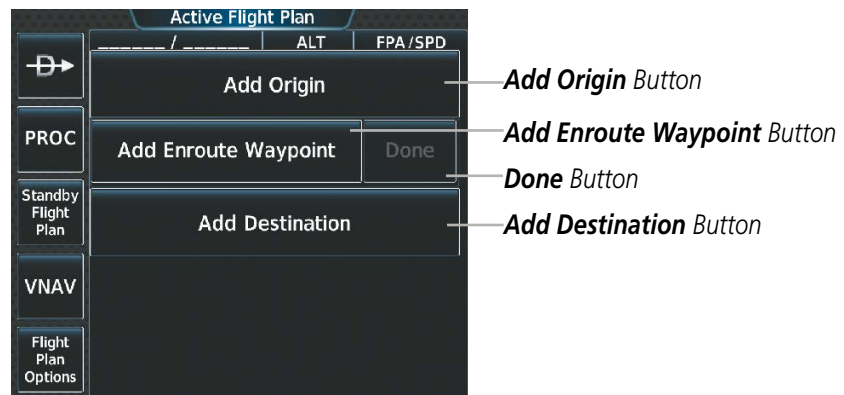 Active Flight Plan
______ / ______ ALT FPA/SPD
D
Add Origin
Add Origin Button
PROC
Add Enroute Waypoint
Done
Add Enroute Waypoint Button
Done Button
Standby
Flight
Plan
Add Destination
Add Destination Button
VNAV
Flight
Plan
Options